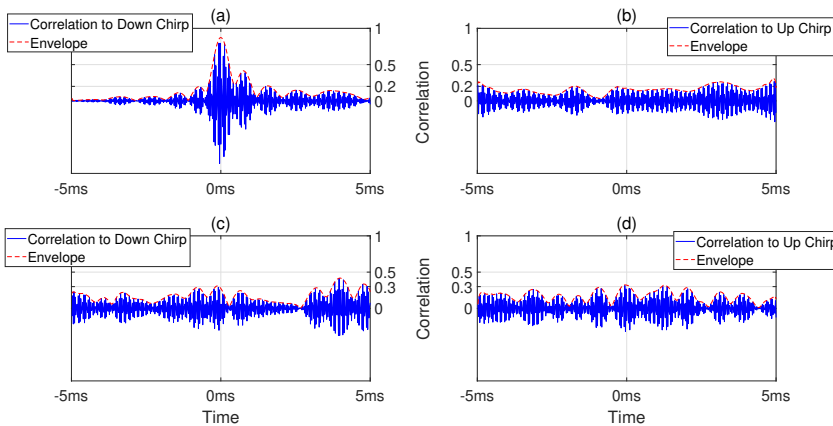 (a)
Correlation to Down Chirp
Envelope
1
0.5
0.2
0
-5ms
0ms
5ms
(b)
Correlation to Up Chirp
Envelope
Correlation
1
0.5
0.2
0
-5ms
0ms
5ms
(c)
Correlation to Down Chirp
Envelope
1
0.5
0.3
0
-5ms
0ms
5ms
Time
(d)
Correlation to Up Chirp
Envelope
Correlation
1
0.5
0.3
0
-5ms
0ms
5ms
Time